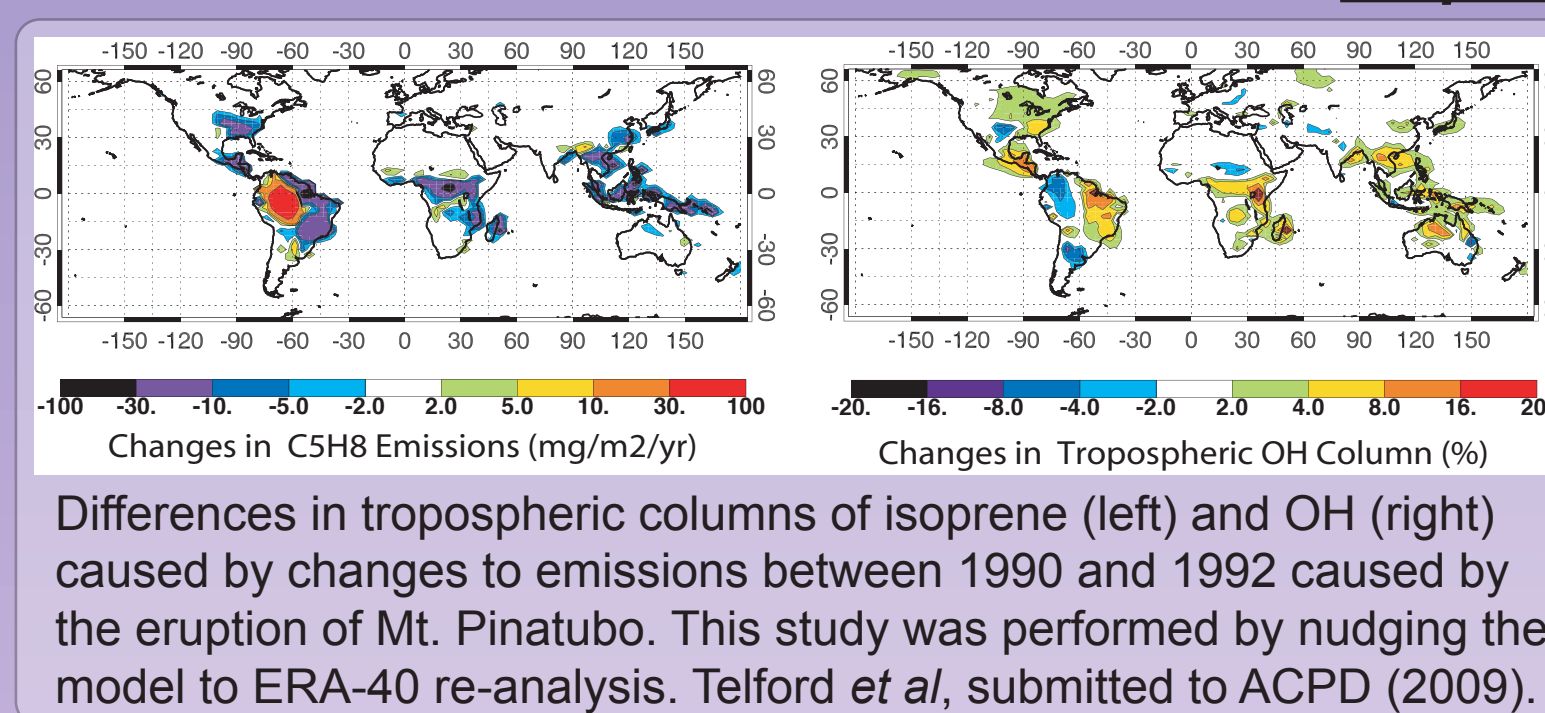 -150 -120 -90 -60 -30 0 30 60 90 120 150
60 30 0 -30 -60
60 30 0 -30 -60
-150 -120 -90 -60 -30 0 30 60 90 120 150
-100 -30. -10. -5.0 -2.0 2.0 5.0 10. 30. 100
Changes in C5H8 Emissions (mg/m2/yr)
-150 -120 -90 -60 -30 0 30 60 90 120 150
60 30 0 -30 -60
-150 -120 -90 -60 -30 0 30 60 90 120 150
-20. -16. -8.0 -4.0 -2.0 2.0 4.0 8.0 16. 20
Changes in Tropospheric OH Column (%)
Differences in tropospheric columns of isoprene (left) and OH (right)
caused by changes to emissions between 1990 and 1992 caused by
the eruption of Mt. Pinatubo. This study was performed by nudging the
model to ERA-40 re-analysis. Telford et al, submitted to ACPD (2009).